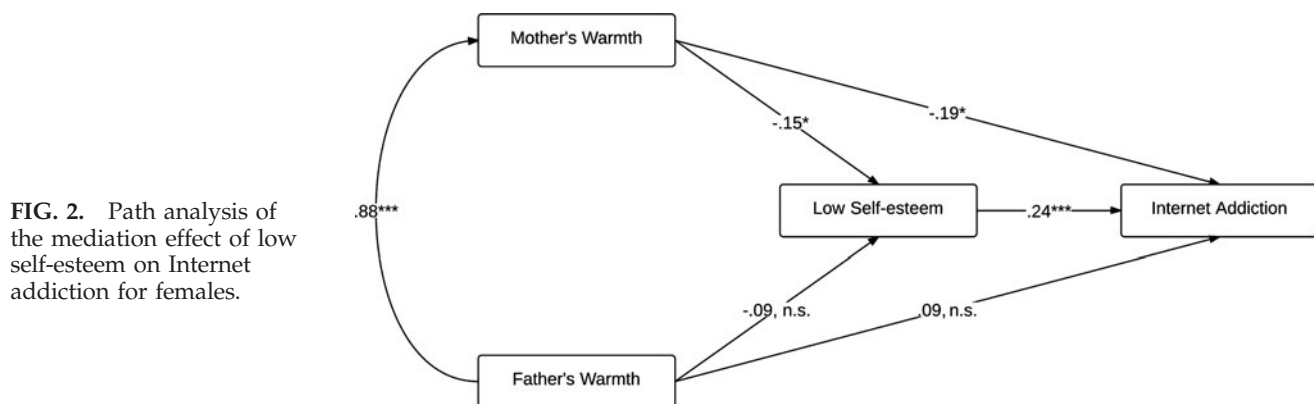 Mother's Warmth
-.19*
-.15*
FIG. 2. Path analysis of
the mediation effect of low
self-esteem on Internet
addiction for females.
.88***
Low Self-esteem
.24***
Internet Addiction
-.09, n.s.
.09, n.s.
Father's Warmth